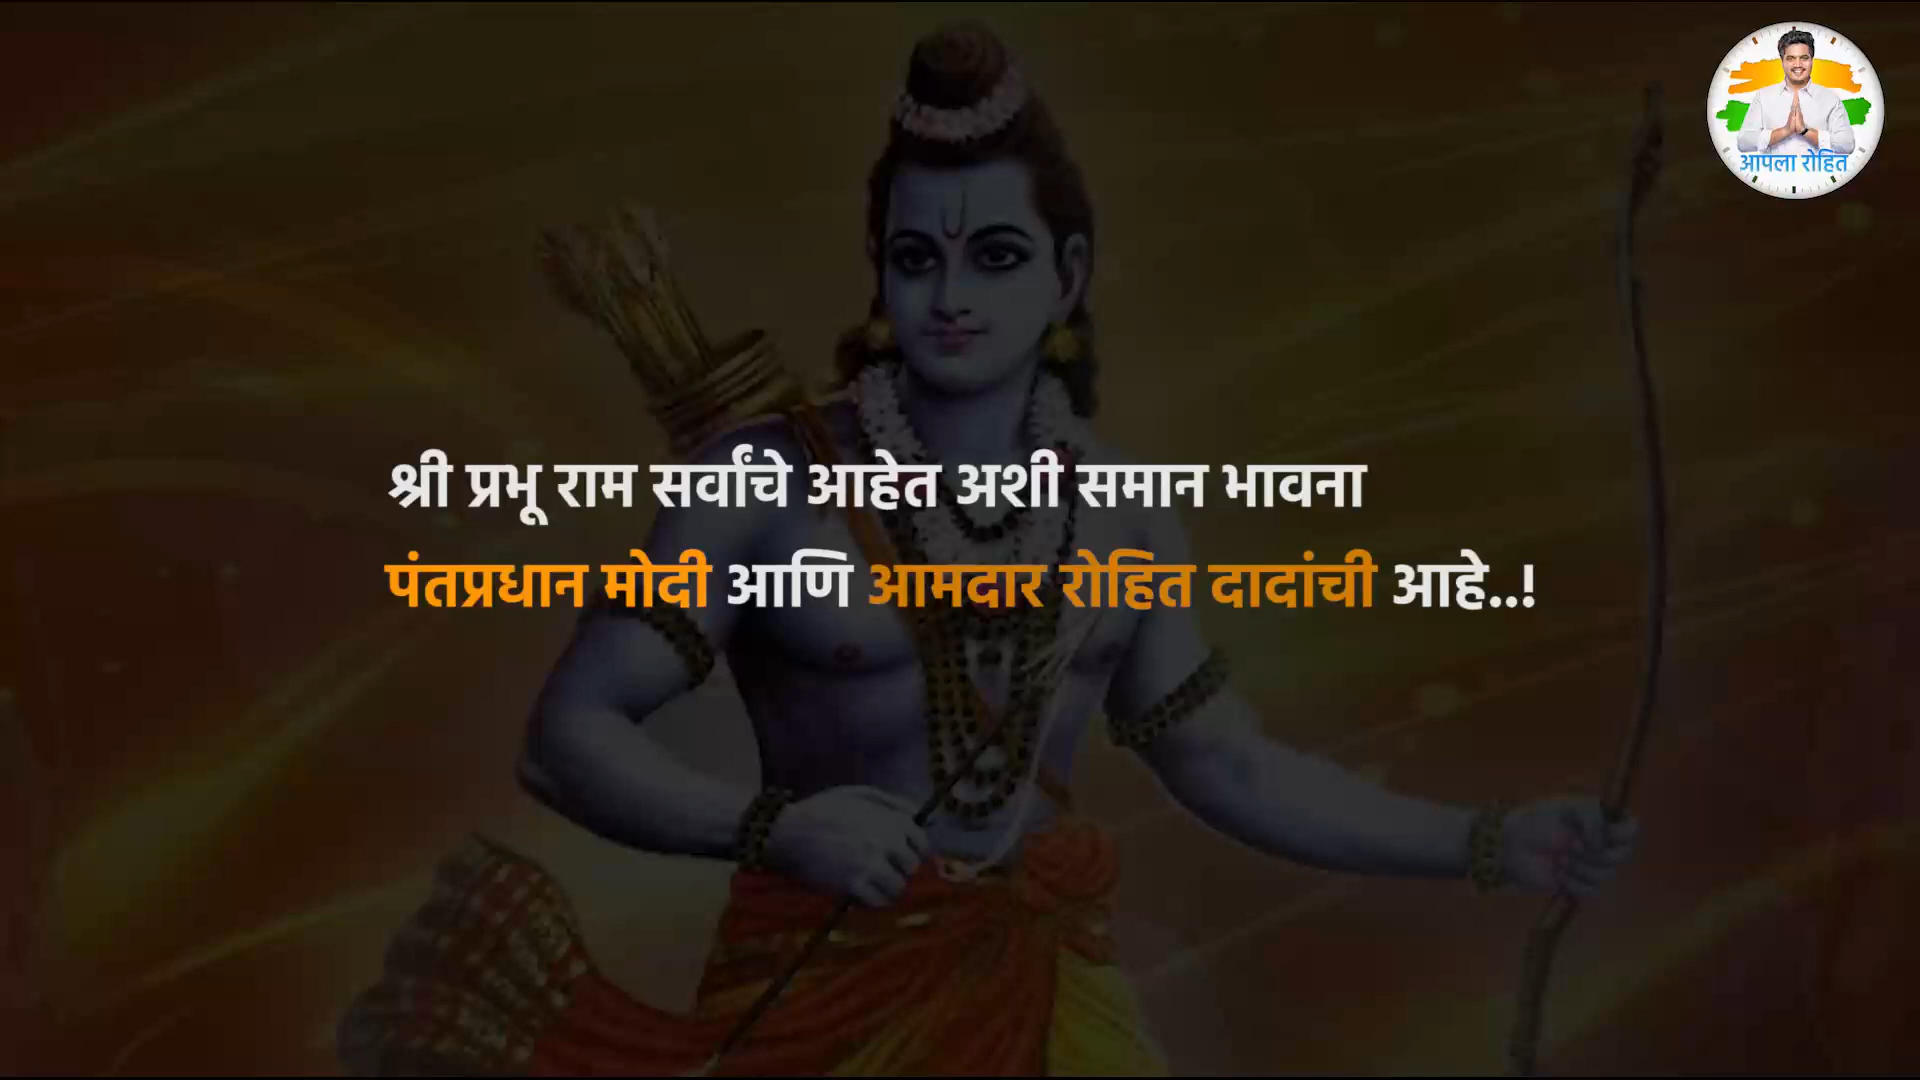 श्री प्रभू राम सर्वांचे आहेत अशी समान भावना
पंतप्रधान मोदी आणि आमदार रोहित दादांची आहे..!
आपला रोहित